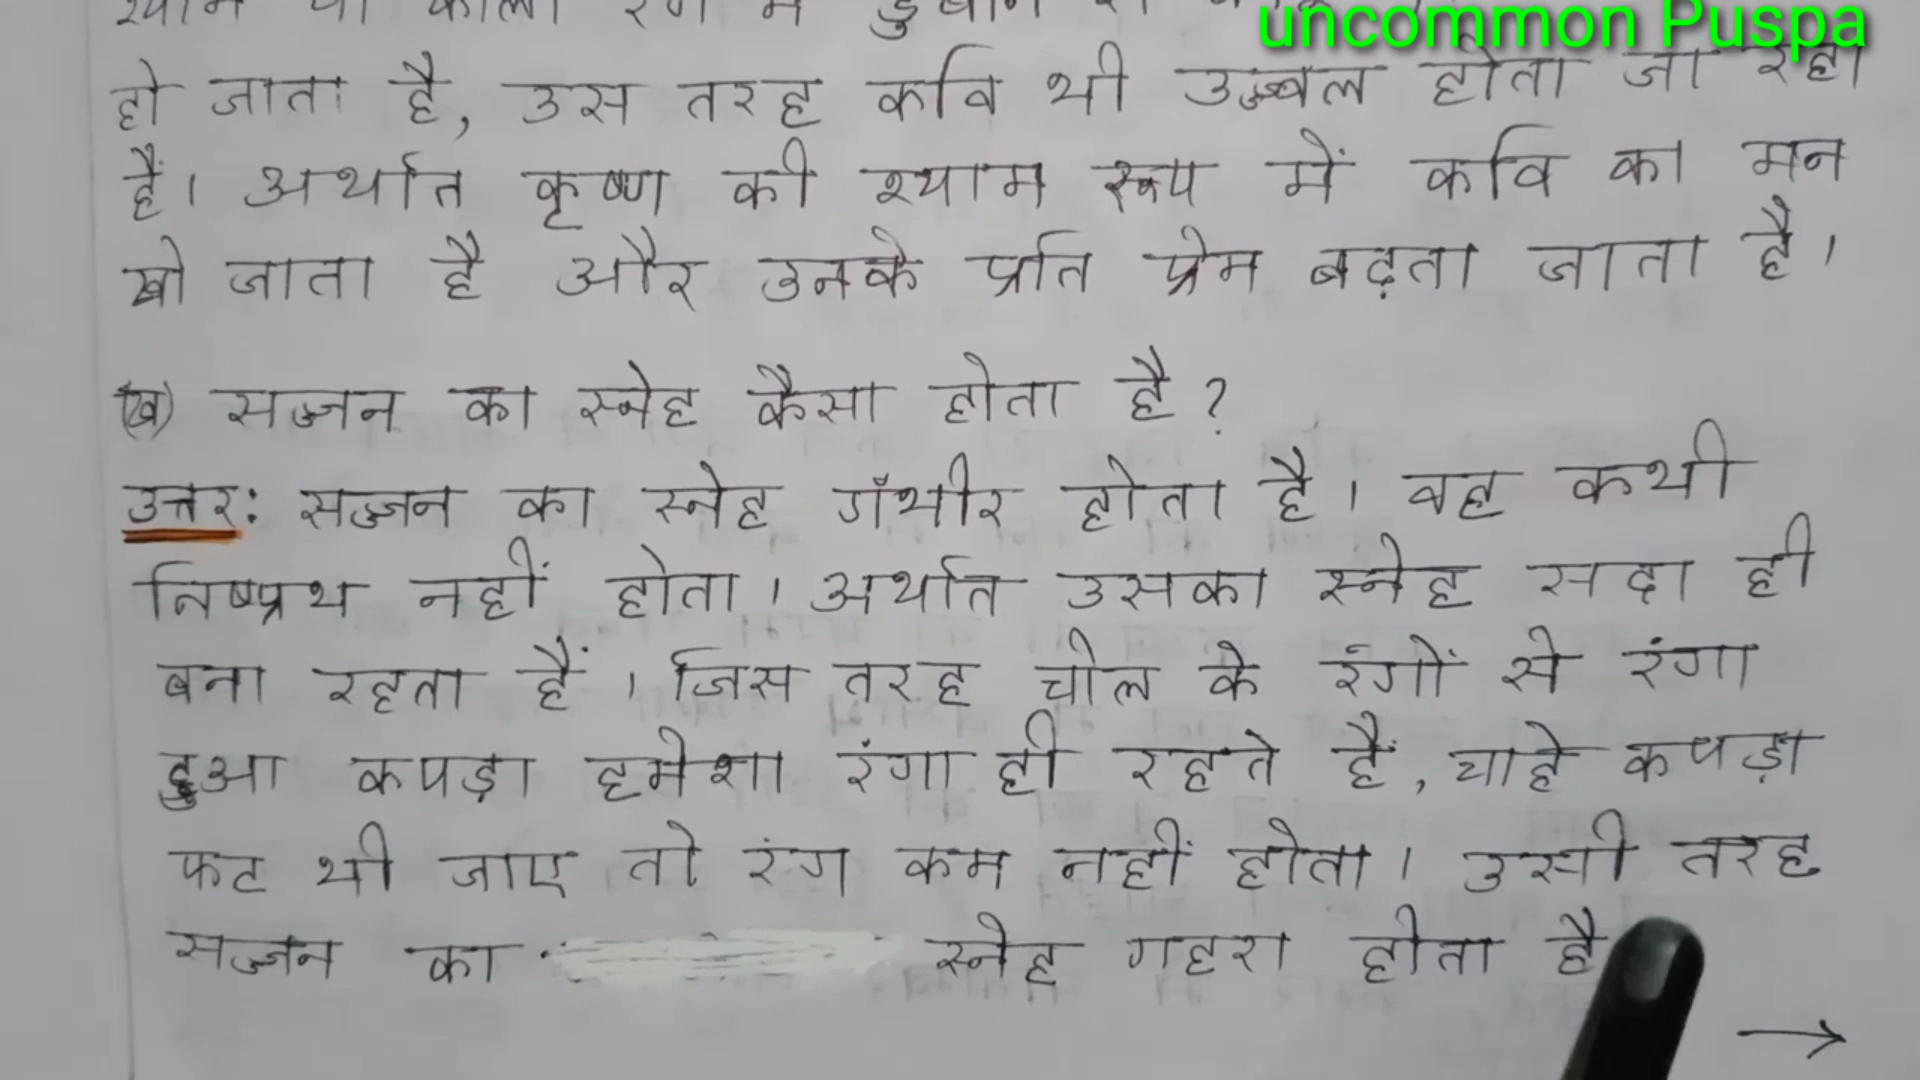 uncommon Puspa
श्याम या काला रंग में डुबाने से
हो जाता है, उस तरह कवि भी उज्ज्वल होता जा रहा
है। अर्थात कृष्ण की श्याम रूप में कवि का मन
खो जाता है और उनके प्रति प्रेम बढ़ता जाता है।
(ख) सज्जन का स्नेह कैसा होता है ?
उत्तर: सज्जन का स्नेह गंभीर होता है। वह कभी
निष्प्रभ नहीं होता। अर्थात उसका स्नेह सदा ही
बना रहता हैं। जिस तरह चोल के रंगों से रंगा
हुआ कपड़ा हमेशा रंगा ही रहते हैं, चाहे कपड़ा
फट भी जाए तो रंग कम नहीं होता। उसी तरह
सज्जन का स्नेह गहरा होता है
→